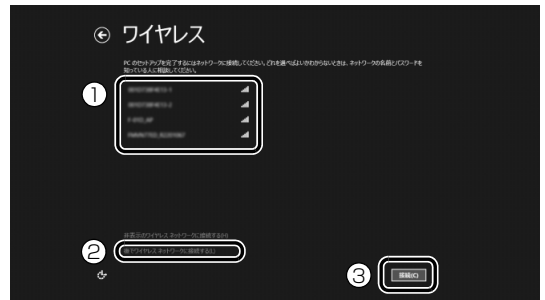 ワイヤレス
PC のセットアップを完了するにはネットワークに接続してください。どれを選べばよいかわからないときは、ネットワークの名前とパスワードを
知っている人に相談してください。
①
非表示のワイヤレス ネットワークに接続する(H)
②
後でワイヤレス ネットワークに接続する(L)
③
接続(C)